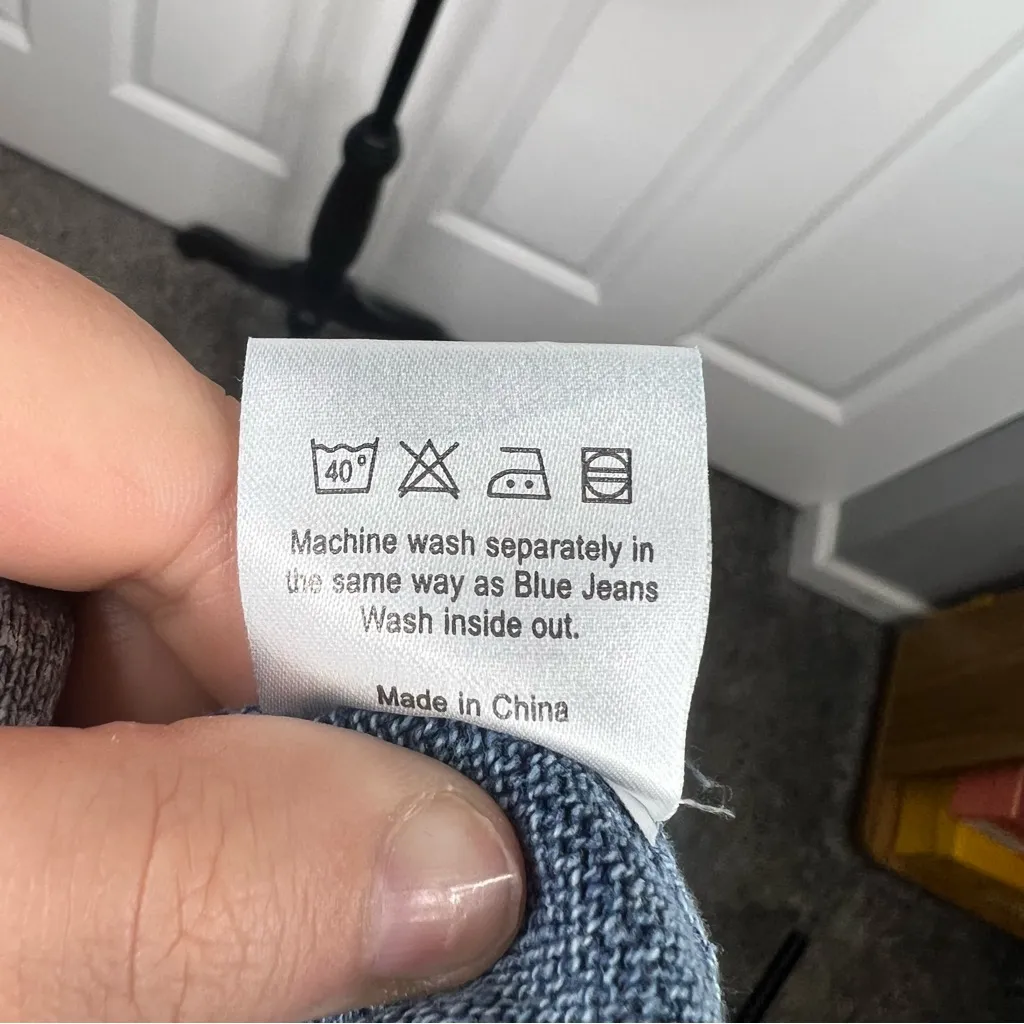 40°
Machine wash separately in
the same way as Blue Jeans
Wash inside out.
Made in China